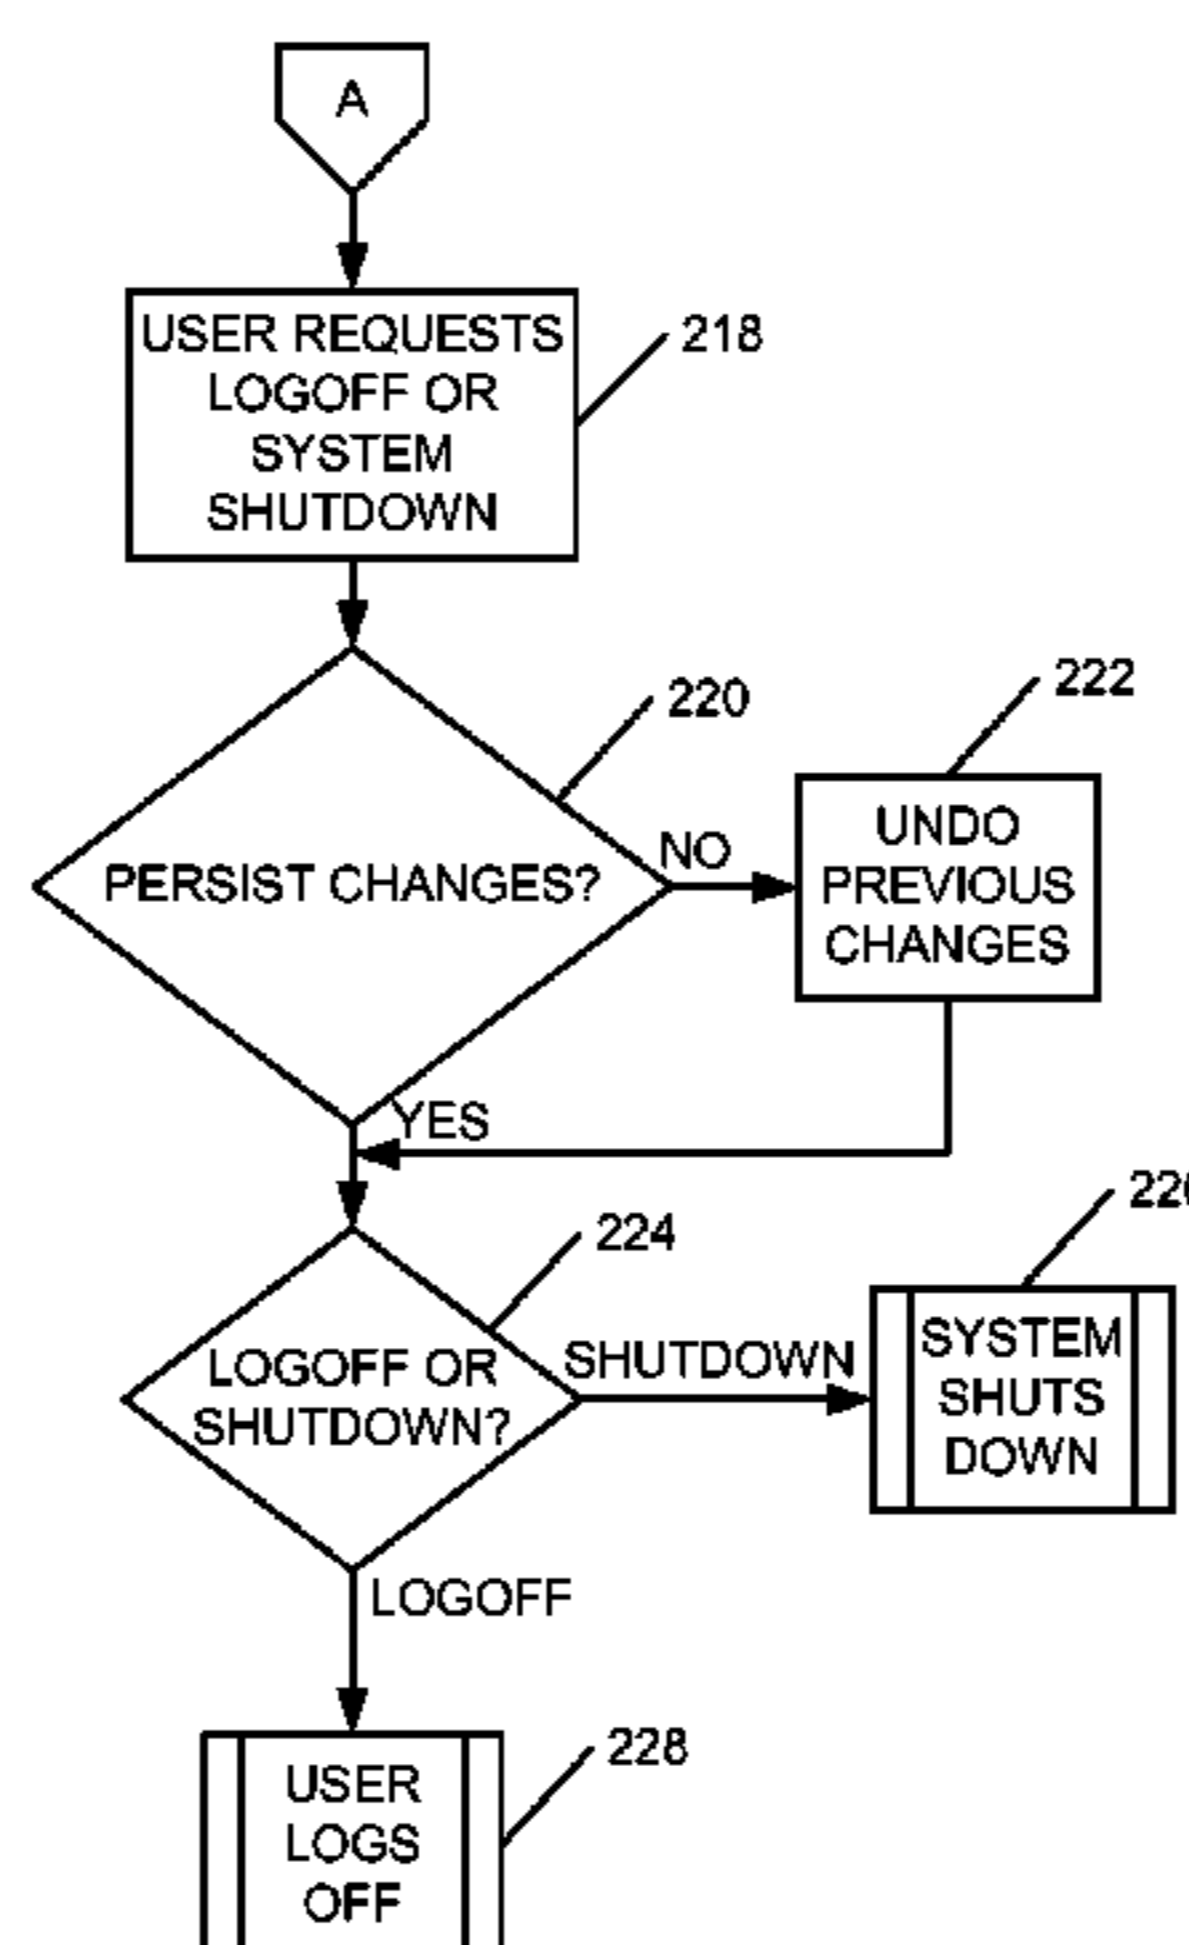 A
USER REQUESTS
LOGOFF OR
SYSTEM
SHUTDOWN
218
220
222
PERSIST CHANGES?
NO
UNDO
PREVIOUS
CHANGES
YES
224
LOGOFF OR
SHUTDOWN?
SHUTDOWN
SYSTEM
SHUTS
DOWN
LOGOFF
228
USER
LOGS
OFF